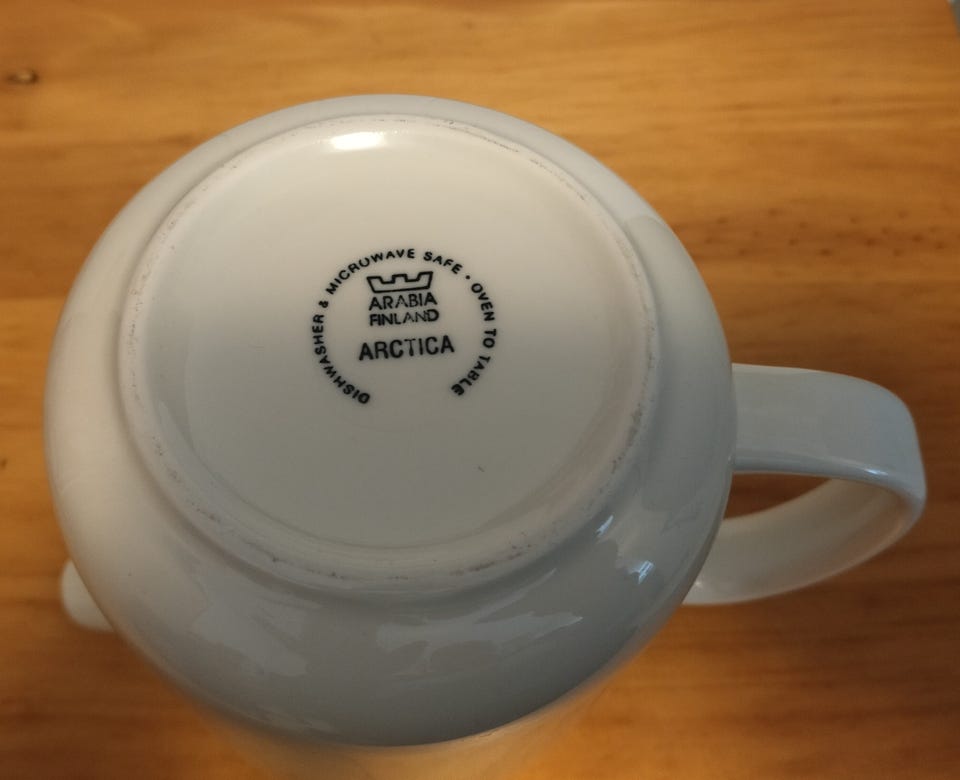 DISHWASHER & MICROWAVE SAFE • OVEN TO TABLE
ARABIA
FINLAND
ARCTICA